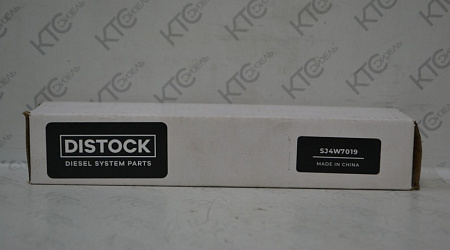 DISTOCK
DIESEL SYSTEM PARTS
SJ4W7019
MADE IN CHINA